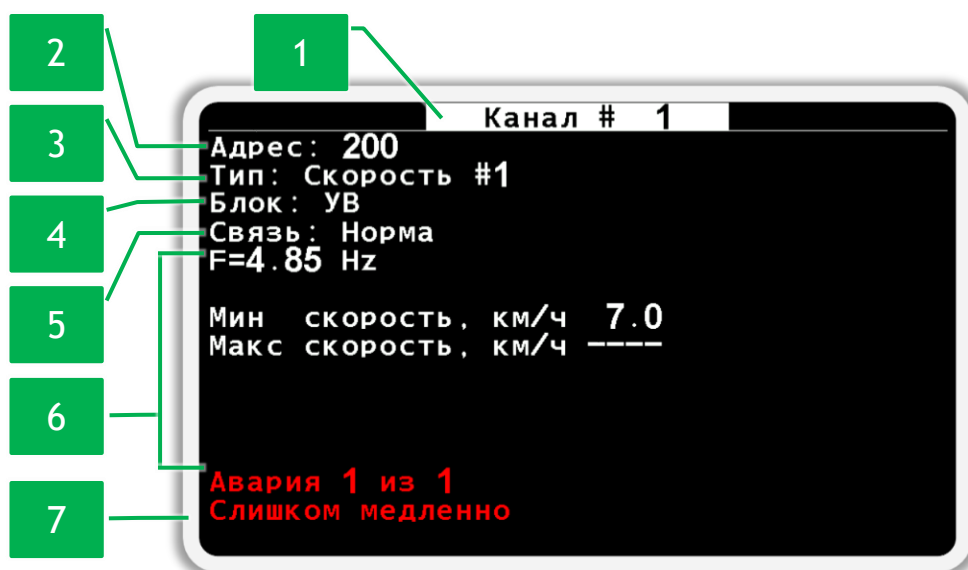 2
1
Канал # 1
3
Адрес: 200
Тип: Скорость #1
4
Блок: УВ
Связь: Норма
F=4.85 Hz
5
Мин скорость, км/ч 7.0
Макс скорость, км/ч ----
6
Авария 1 из 1
7
Слишком медленно